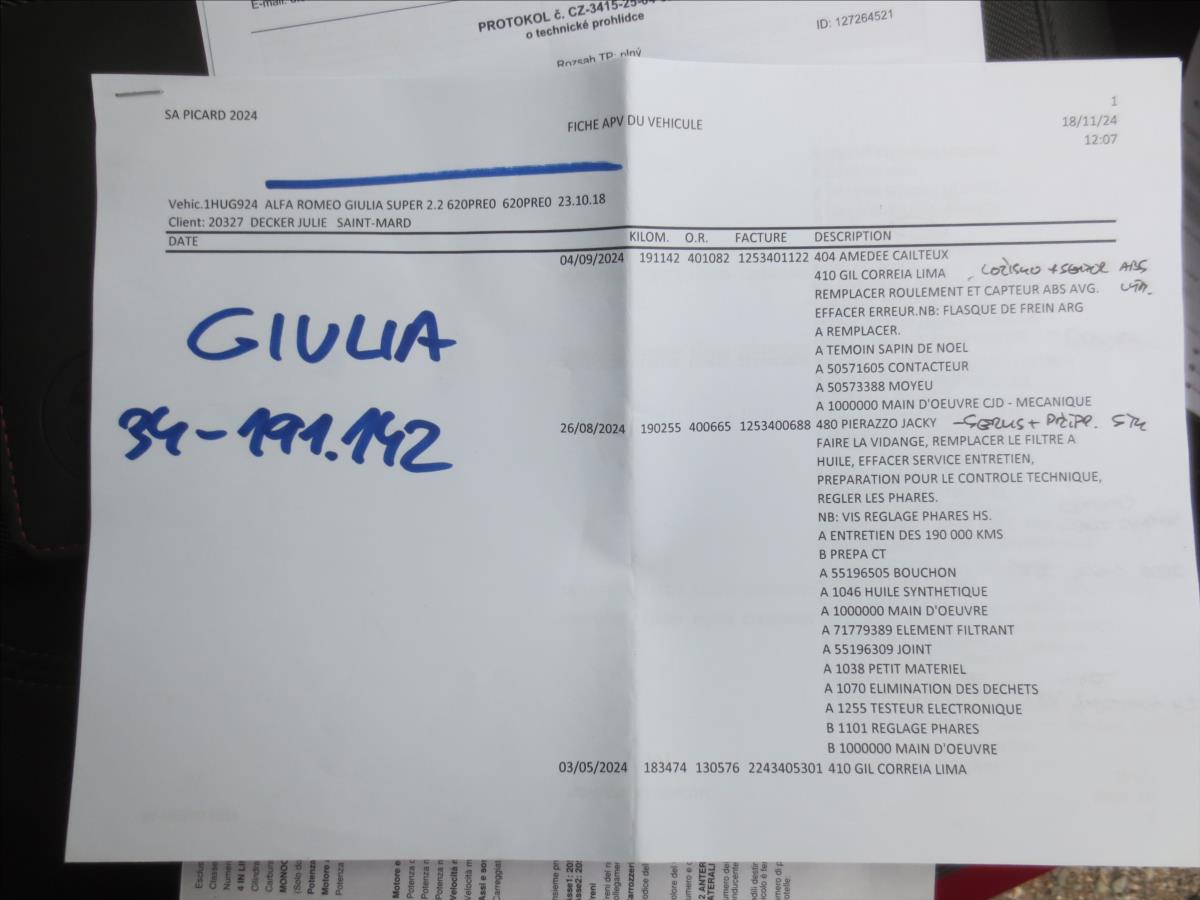 PROTOKOL č. CZ-3415-25-04
o technické prohlídce
ID: 127264521
Rozsah TP: plný
SA PICARD 2024
FICHE APV DU VEHICULE
1
18/11/24
12:07
Vehic.1HUG924 ALFA ROMEO GIULIA SUPER 2.2 620PRE0 620PRE0 23.10.18
Client: 20327 DECKER JULIE SAINT-MARD
DATE KILOM. O.R. FACTURE DESCRIPTION
04/09/2024 191142 401082 1253401122 404 AMEDEE CAILTEUX
410 GIL CORREIA LIMA
REMPLACER ROULEMENT ET CAPTEUR ABS AVG.
EFFACER ERREUR.NB: FLASQUE DE FREIN ARG
A REMPLACER.
A TEMOIN SAPIN DE NOEL
A 50571605 CONTACTEUR
A 50573388 MOYEU
A 1000000 MAIN D'OEUVRE CJD - MECANIQUE
26/08/2024 190255 400665 1253400688 480 PIERAZZO JACKY
FAIRE LA VIDANGE, REMPLACER LE FILTRE A
HUILE, EFFACER SERVICE ENTRETIEN,
PREPARATION POUR LE CONTROLE TECHNIQUE,
REGLER LES PHARES.
NB: VIS REGLAGE PHARES HS.
A ENTRETIEN DES 190 000 KMS
B PREPA CT
A 55196505 BOUCHON
A 1046 HUILE SYNTHETIQUE
A 1000000 MAIN D'OEUVRE
A 71779389 ELEMENT FILTRANT
A 55196309 JOINT
A 1038 PETIT MATERIEL
A 1070 ELIMINATION DES DECHETS
A 1255 TESTEUR ELECTRONIQUE
B 1101 REGLAGE PHARES
B 1000000 MAIN D'OEUVRE
03/05/2024 183474 130576 2243405301 410 GIL CORREIA LIMA
GIULIA
34-191.142